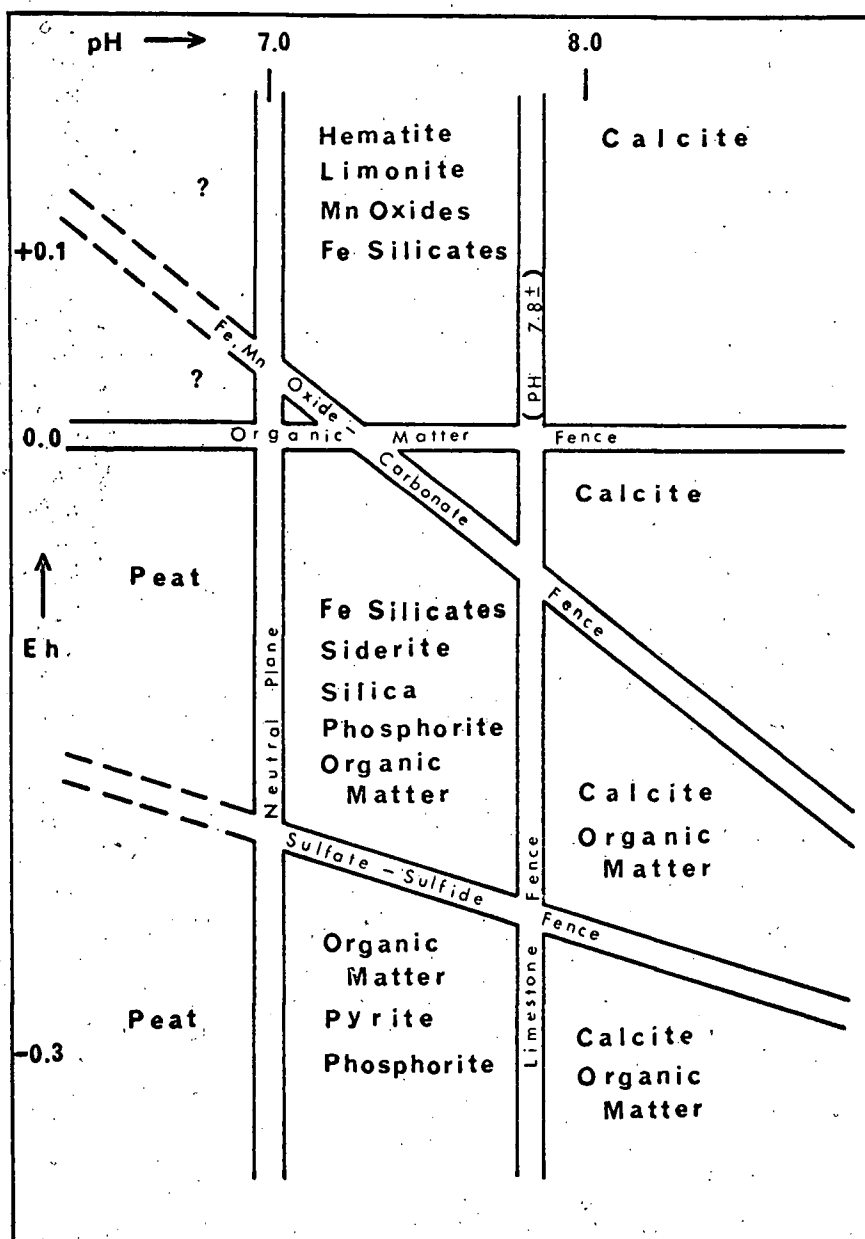 pH → 7.0 8.0
Hematite
Limonite
Mn Oxides
Fe Silicates
Calcite
?
+0.1
(PH 7.8±)
Fe, Mn Oxide – Carbonate Fence
?
0.0
Organic Matter Fence
Calcite
Peat
Eh
Neutral Plane
Fe Silicates
Siderite
Silica
Phosphorite
Organic
Matter
Calcite
Organic
Matter
Sulfate – Sulfide Fence
Limestone Fence
Organic
Matter
Pyrite
Phosphorite
Peat
-0.3
Calcite
Organic
Matter